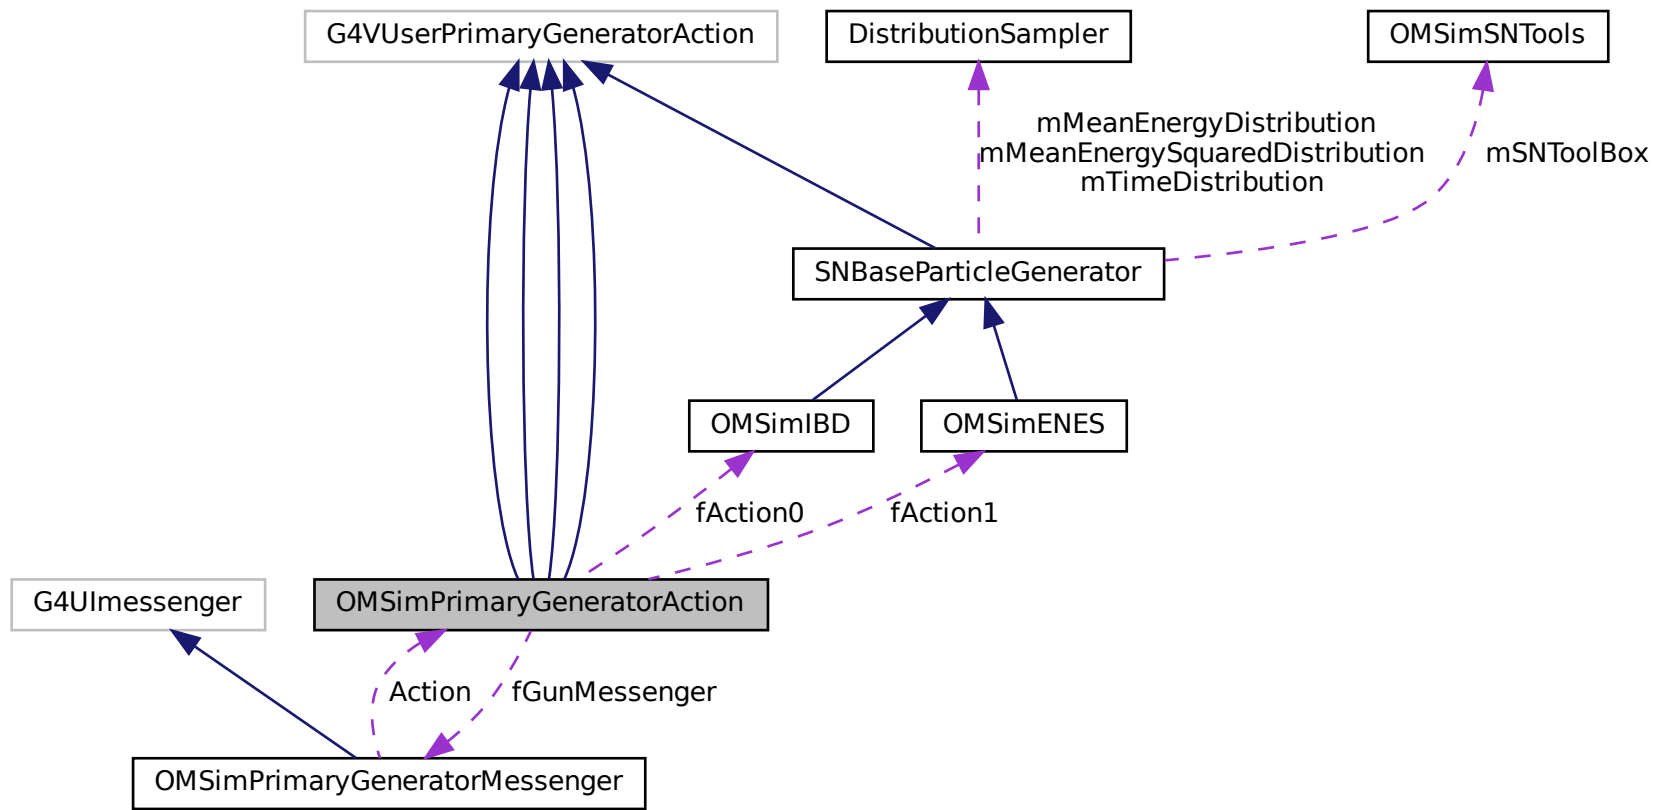 G4VUserPrimaryGeneratorAction
DistributionSampler
OMSimSNTools
mMeanEnergyDistribution
mMeanEnergySquaredDistribution
mTimeDistribution
mSNToolBox
SNBaseParticleGenerator
OMSimIBD
OMSimENES
fAction0
fAction1
G4UImessenger
OMSimPrimaryGeneratorAction
Action
fGunMessenger
OMSimPrimaryGeneratorMessenger